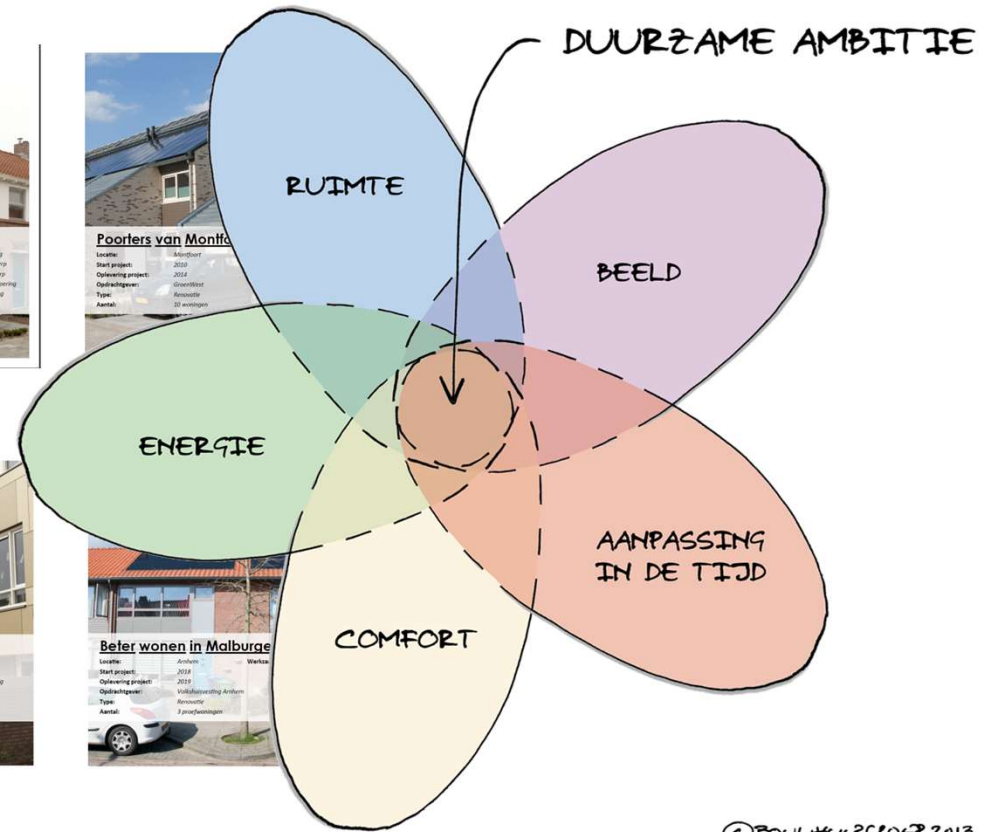 DUURZAME AMBITIE
RUIMTE
BEELD
ENERGIE
AANPASSING
IN DE TIJD
COMFORT
Poorters van Montfo
Locatie: Montfoort
Start project: 2010
Oplevering project: 2014
Opdrachtgever: GroenWest
Type: Renovatie
Aantal: 10 woningen
Beter wonen in Malburge
Locatie: Arnhem
Start project: 2018
Oplevering project: 2019
Opdrachtgever: Volkshuisvesting Arnhem
Type: Renovatie
Aantal: 3 proefwoningen